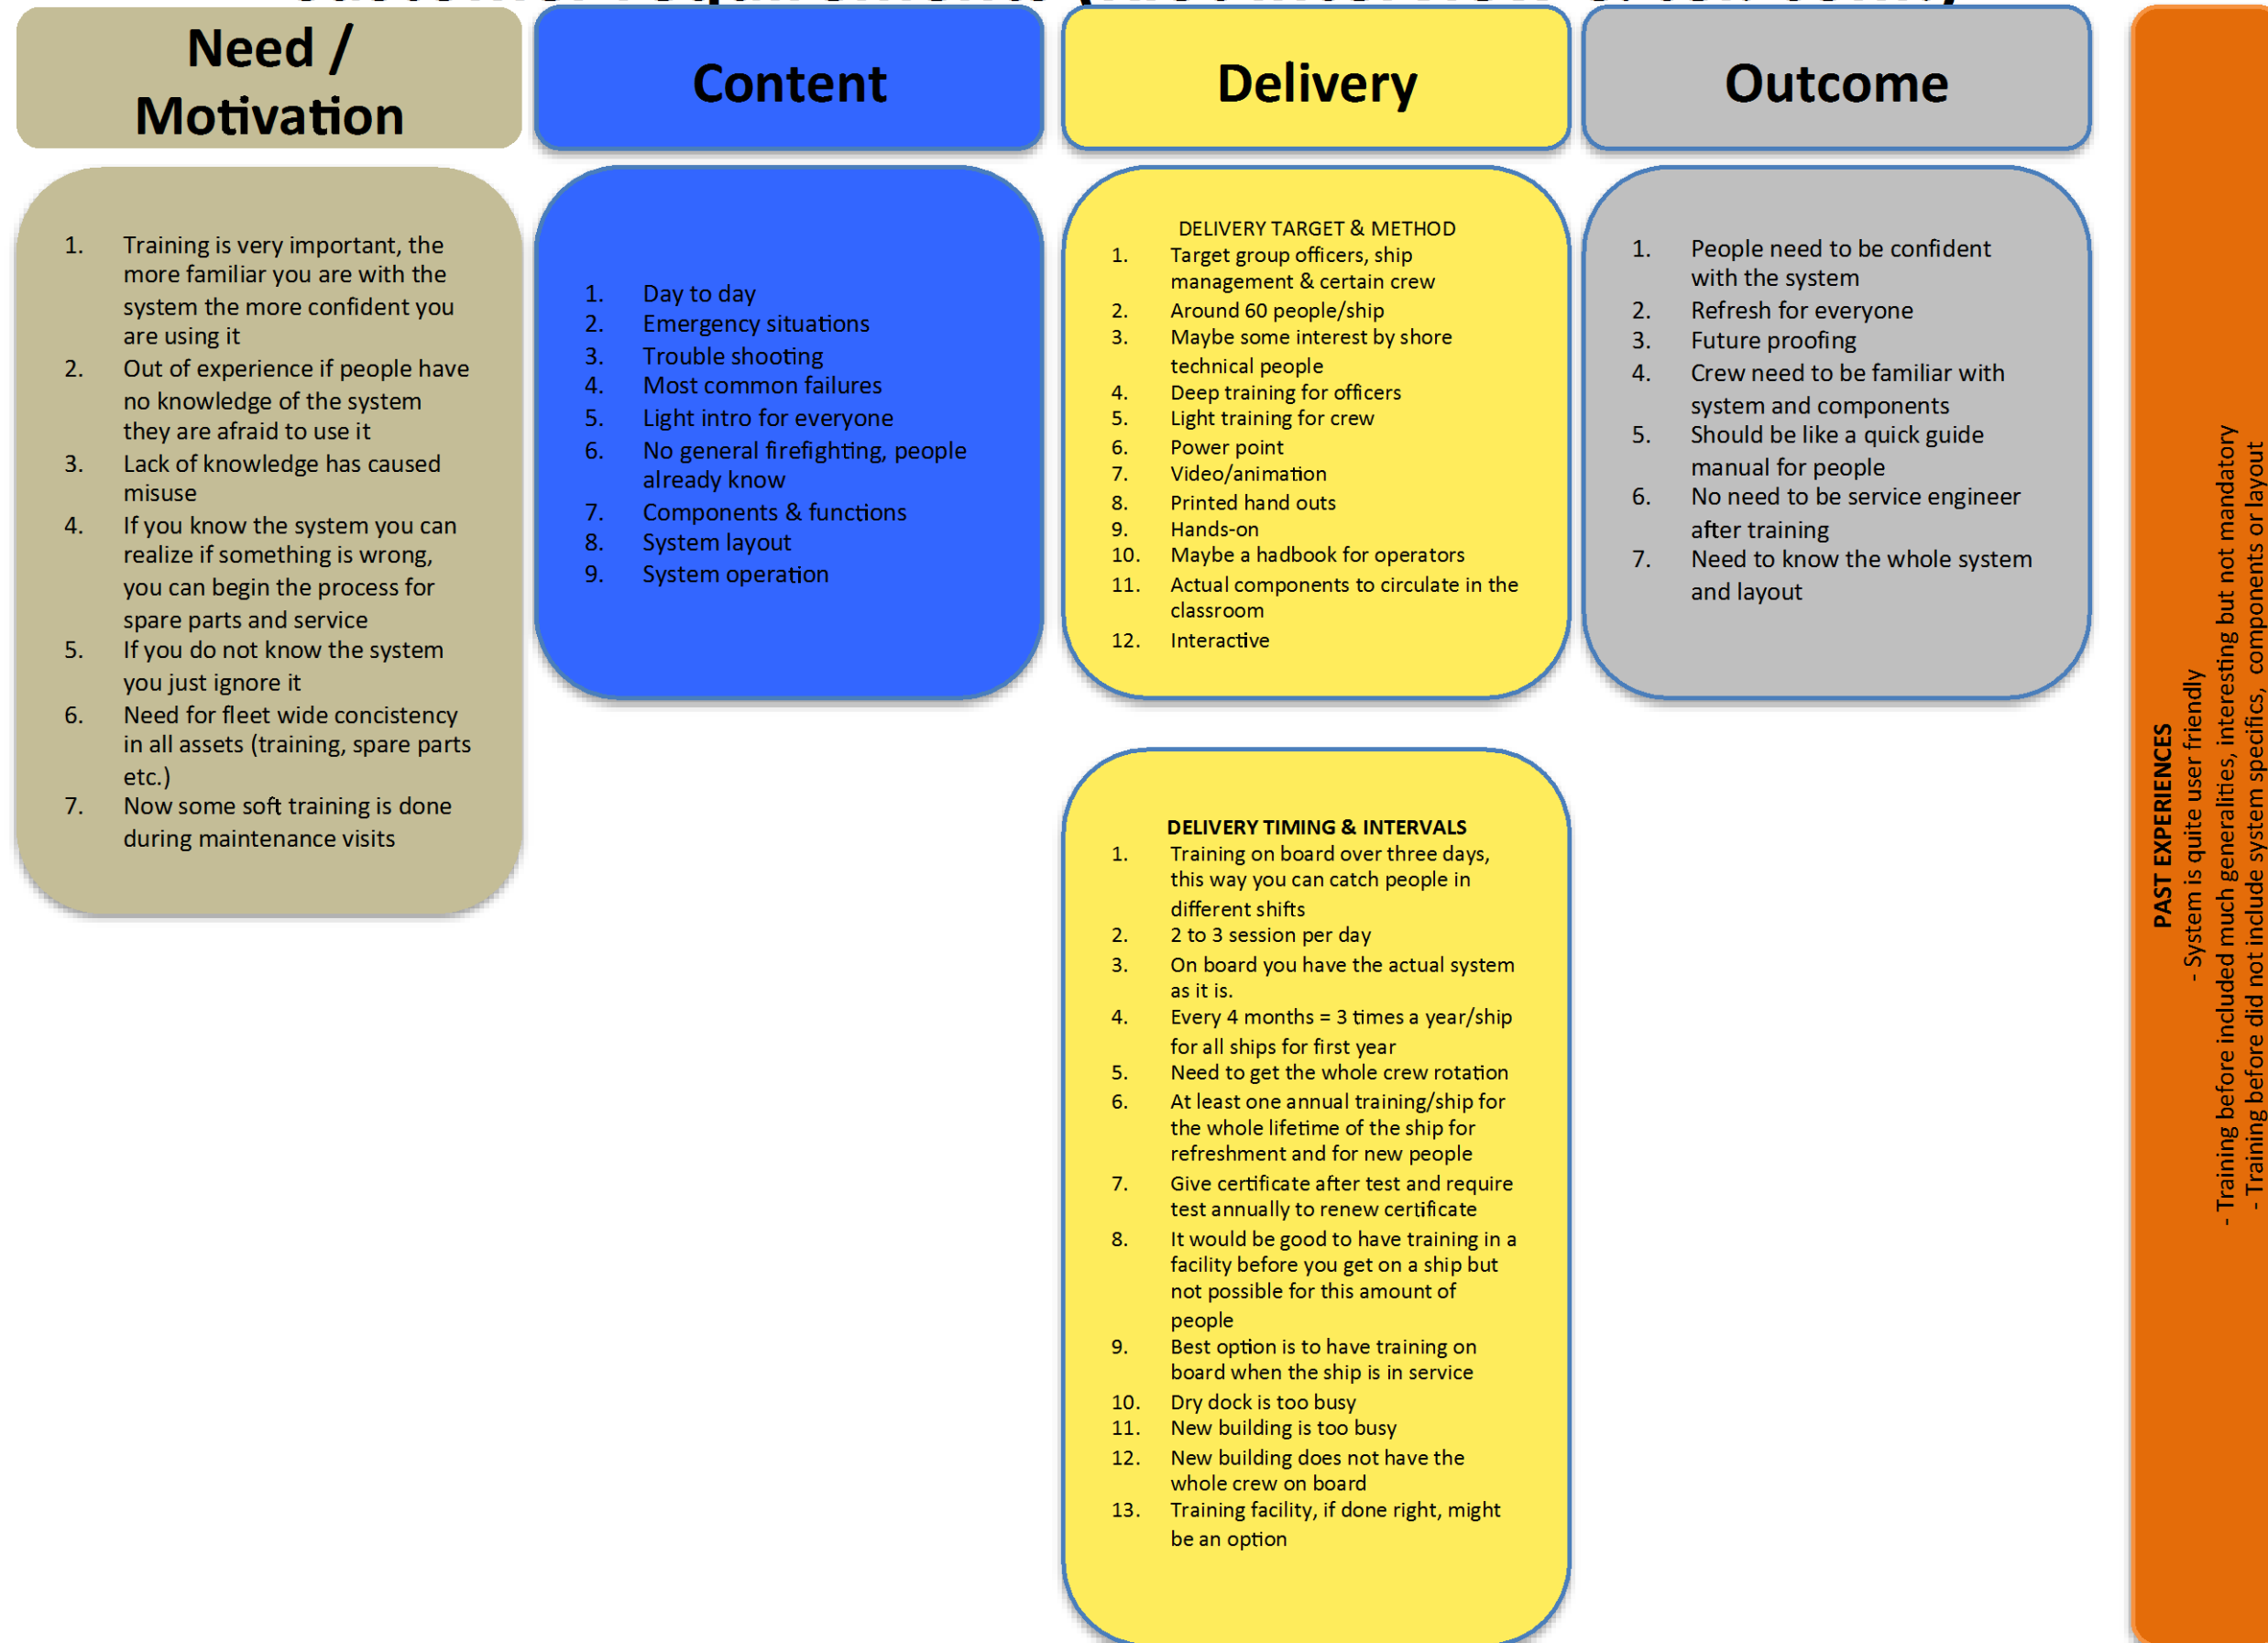 Need /
Motivation
1. Training is very important, the
more familiar you are with the
system the more confident you
are using it
2. Out of experience if people have
no knowledge of the system
they are afraid to use it
3. Lack of knowledge has caused
misuse
4. If you know the system you can
realize if something is wrong,
you can begin the process for
spare parts and service
5. If you do not know the system
you just ignore it
6. Need for fleet wide concistency
in all assets (training, spare parts
etc.)
7. Now some soft training is done
during maintenance visits
Content
1. Day to day
2. Emergency situations
3. Trouble shooting
4. Most common failures
5. Light intro for everyone
6. No general firefighting, people
already know
7. Components & functions
8. System layout
9. System operation
Delivery
DELIVERY TARGET & METHOD
1. Target group officers, ship
management & certain crew
2. Around 60 people/ship
3. Maybe some interest by shore
technical people
4. Deep training for officers
5. Light training for crew
6. Power point
7. Video/animation
8. Printed hand outs
9. Hands-on
10. Maybe a hadbook for operators
11. Actual components to circulate in the
classroom
12. Interactive
DELIVERY TIMING & INTERVALS
1. Training on board over three days,
this way you can catch people in
different shifts
2. 2 to 3 session per day
3. On board you have the actual system
as it is.
4. Every 4 months = 3 times a year/ship
for all ships for first year
5. Need to get the whole crew rotation
6. At least one annual training/ship for
the whole lifetime of the ship for
refreshment and for new people
7. Give certificate after test and require
test annually to renew certificate
8. It would be good to have training in a
facility before you get on a ship but
not possible for this amount of
people
9. Best option is to have training on
board when the ship is in service
10. Dry dock is too busy
11. New building is too busy
12. New building does not have the
whole crew on board
13. Training facility, if done right, might
be an option
Outcome
1. People need to be confident
with the system
2. Refresh for everyone
3. Future proofing
4. Crew need to be familiar with
system and components
5. Should be like a quick guide
manual for people
6. No need to be service engineer
after training
7. Need to know the whole system
and layout
PAST EXPERIENCES
- System is quite user friendly
- Training before included much generalities, interesting but not mandatory
- Training before did not include system specifics, components or layout